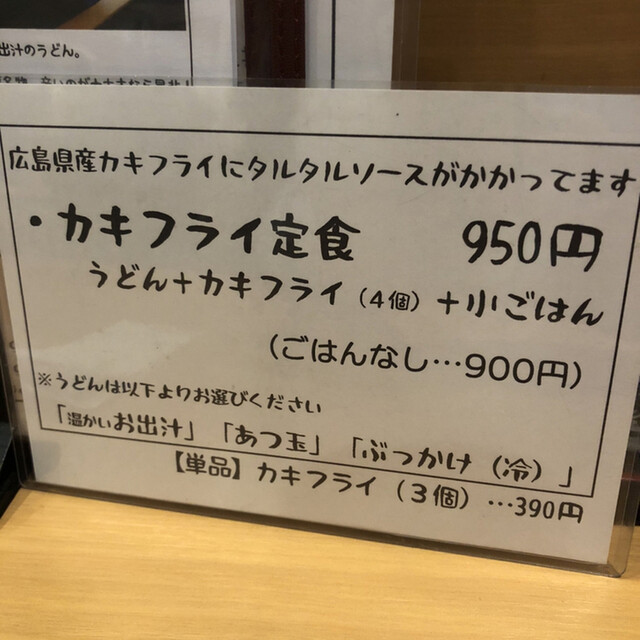 出汁のうどん。
広島県産カキフライにタルタルソースがかかってます
・カキフライ定食 950円
うどん+カキフライ(4個)+小ごはん
(ごはんなし…900円)
※うどんは以下よりお選びください
「温かいお出汁」「あつ玉」「ぶっかけ(冷)」
【単品】カキフライ(3個)…390円